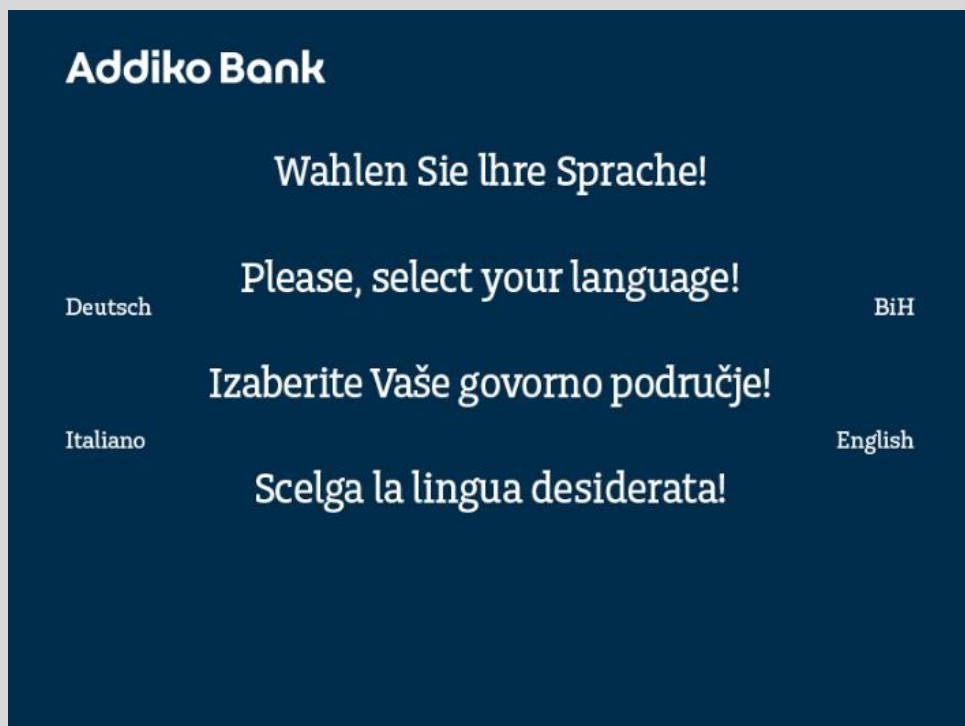 Addiko Bank
Wahlen Sie lhre Sprache!
Please, select your language!
Deutsch
BiH
Izaberite Vaše govorno područje!
Italiano
English
Scelga la lingua desiderata!